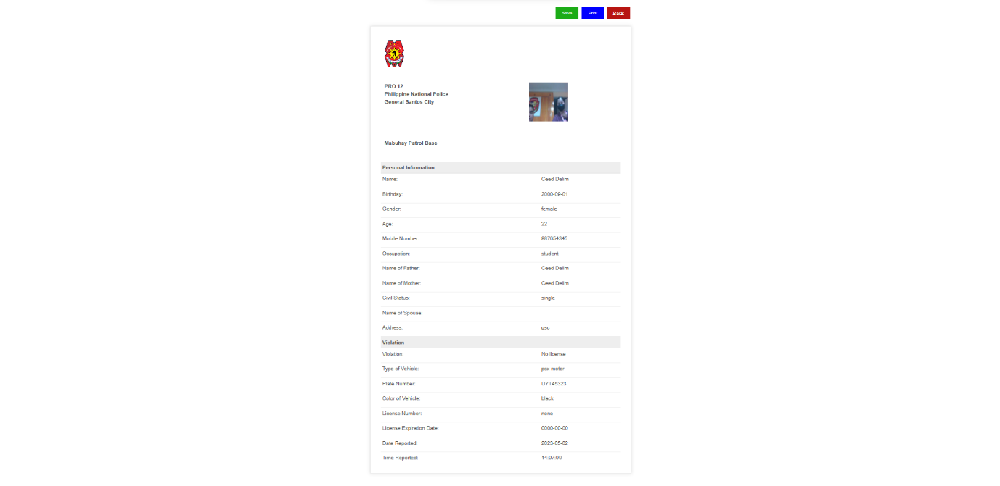 Save Print Back
PRO 12
Philippine National Police
General Santos City
Mabuhay Patrol Base
Personal Information
Name: Ceed Delim
Birthday: 2000-09-01
Gender: female
Age: 22
Mobile Number: 987654345
Occupation: student
Name of Father: Ceed Delim
Name of Mother: Ceed Delim
Civil Status: single
Name of Spouse:
Address: gsc
Violation
Violation: No license
Type of Vehicle: pcx motor
Plate Number: UYT45323
Color of Vehicle: black
License Number: none
License Expiration Date: 0000-00-00
Date Reported: 2023-05-02
Time Reported: 14:07:00